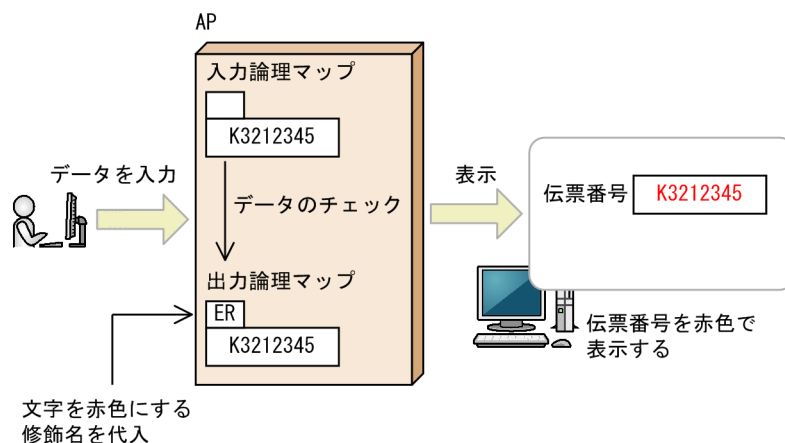 AP
入力論理マップ
K3212345
データを入力
データのチェック
表示
伝票番号
K3212345
出力論理マップ
ER
K3212345
伝票番号を赤色で
表示する
文字を赤色にする
修飾名を代入